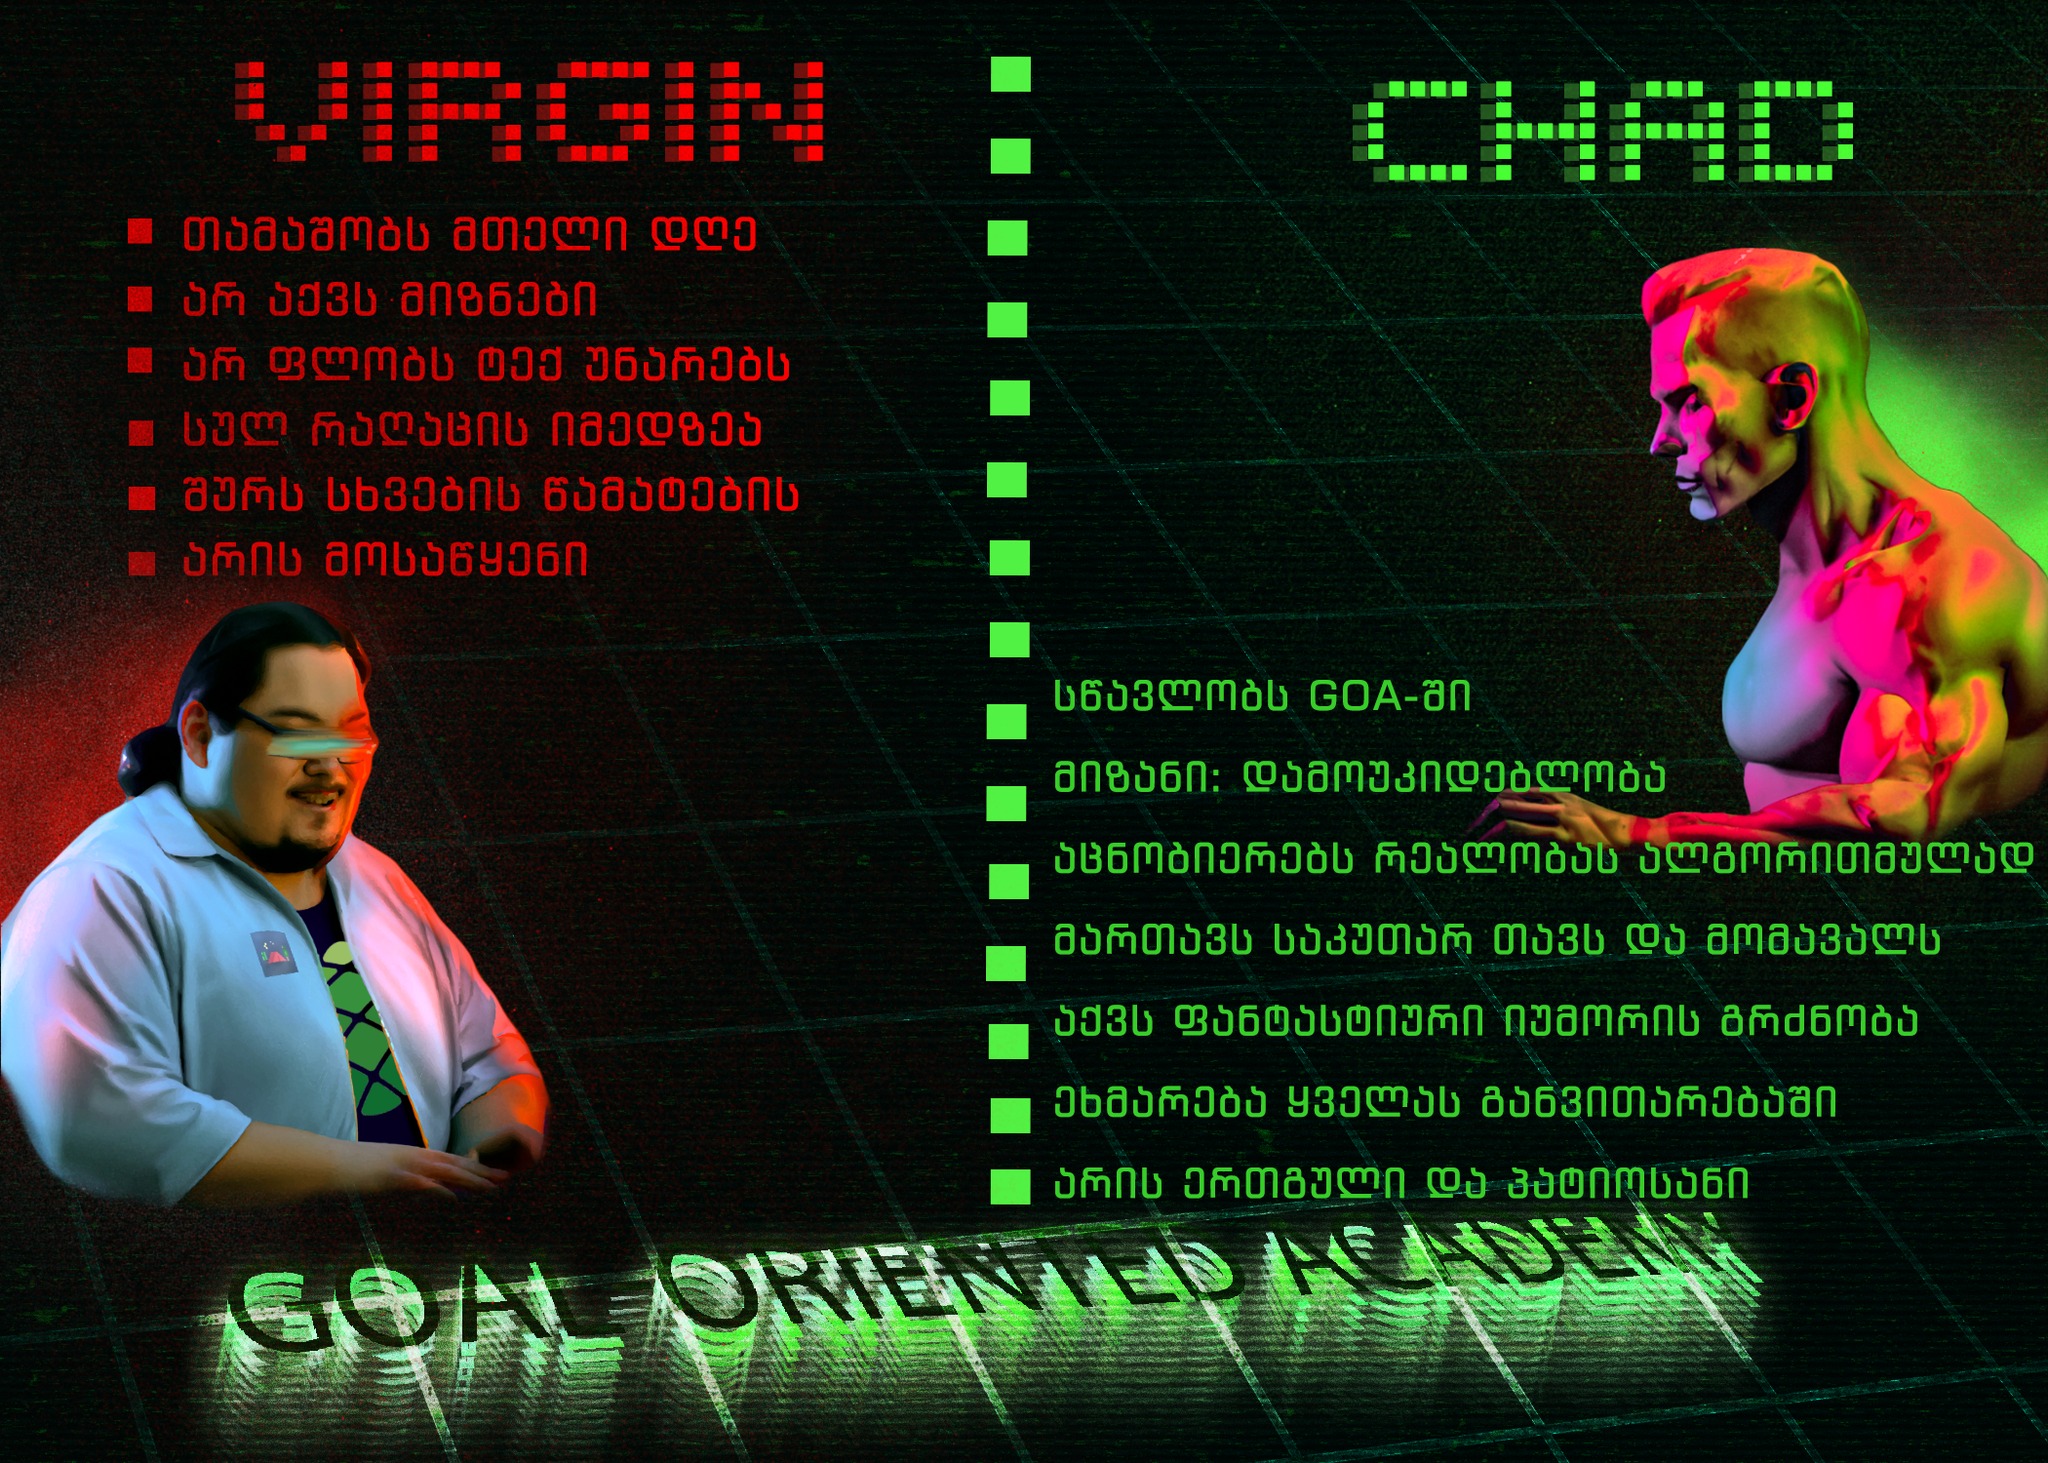 VIRGIN
თამაშობს მთელი დღე
არ აქვს მიზნები
არ ფლობს ტექ უნარებს
სულ რაღაცის იმედზეა
შურს სხვების წამატების
არის მოსაწყენი
CHAD
სწავლობს GOA-ში
მიზანი: დამოუკიდებლობა
აცნობიერებს რეალობას ალგორითმულად
მართავს საკუთარ თავს და მომავალს
აქვს ფანტასტიური იუმორის გრძნობა
ეხმარება ყველას განვითარებაში
არის ერთგული და პატიოსანი
GOAL ORIENTED ACADEMY